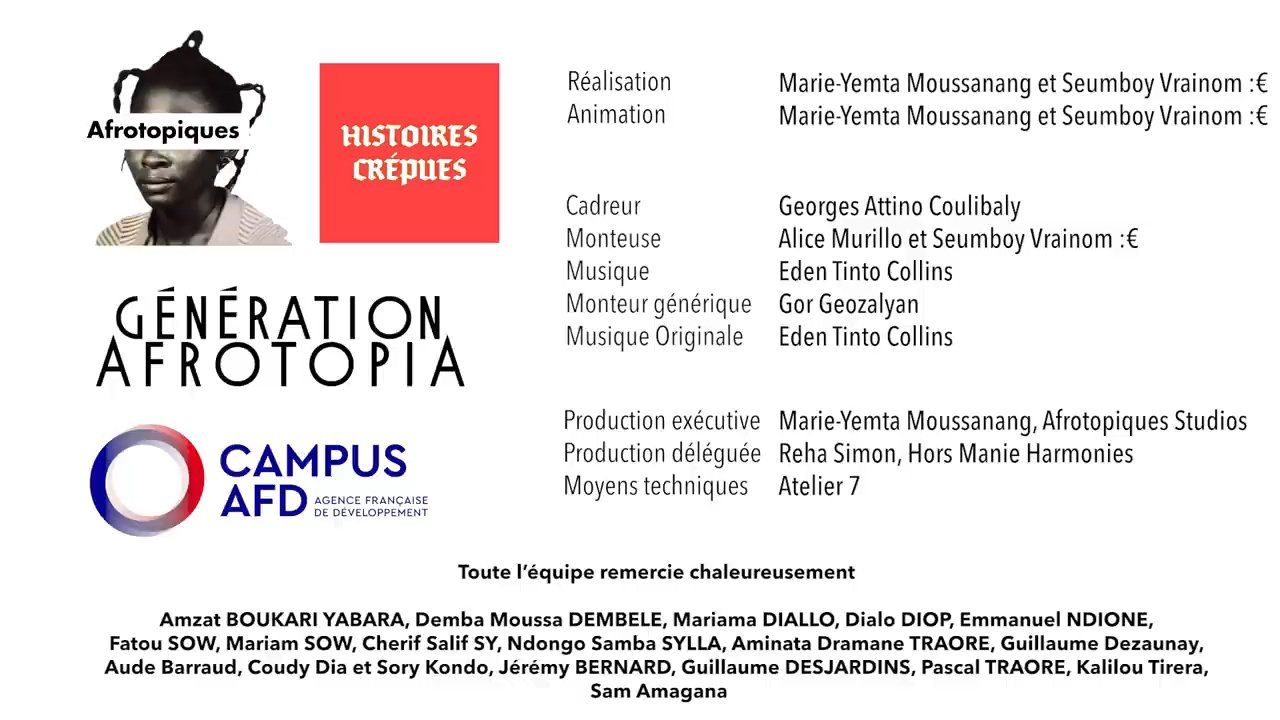 Afrotopiques
HISTOIRES
CRÉPUES
GÉNÉRATION
AFROTOPIA
CAMPUS
AFD AGENCE FRANÇAISE
DE DÉVELOPPEMENT
Réalisation Marie-Yemta Moussanang et Seumboy Vrainom :€
Animation Marie-Yemta Moussanang et Seumboy Vrainom :€
Cadreur Georges Attino Coulibaly
Monteuse Alice Murillo et Seumboy Vrainom :€
Musique Eden Tinto Collins
Monteur générique Gor Geozalyan
Musique Originale Eden Tinto Collins
Production exécutive Marie-Yemta Moussanang, Afrotopiques Studios
Production déléguée Reha Simon, Hors Manie Harmonies
Moyens techniques Atelier 7
Toute l'équipe remercie chaleureusement
Amzat BOUKARI YABARA, Demba Moussa DEMBELE, Mariama DIALLO, Dialo DIOP, Emmanuel NDIONE,
Fatou SOW, Mariam SOW, Cherif Salif SY, Ndongo Samba SYLLA, Aminata Dramane TRAORE, Guillaume Dezaunay,
Aude Barraud, Coudy Dia et Sory Kondo, Jérémy BERNARD, Guillaume DESJARDINS, Pascal TRAORE, Kalilou Tirera,
Sam Amagana